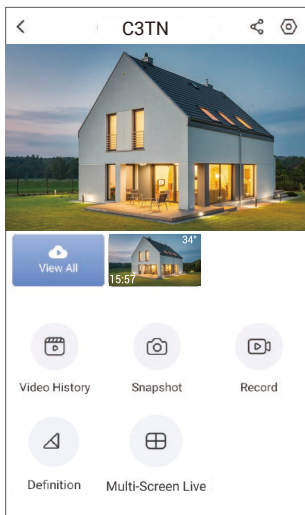 C3TN
View All
34"
15:57
Video History
Snapshot
Record
Definition
Multi-Screen Live